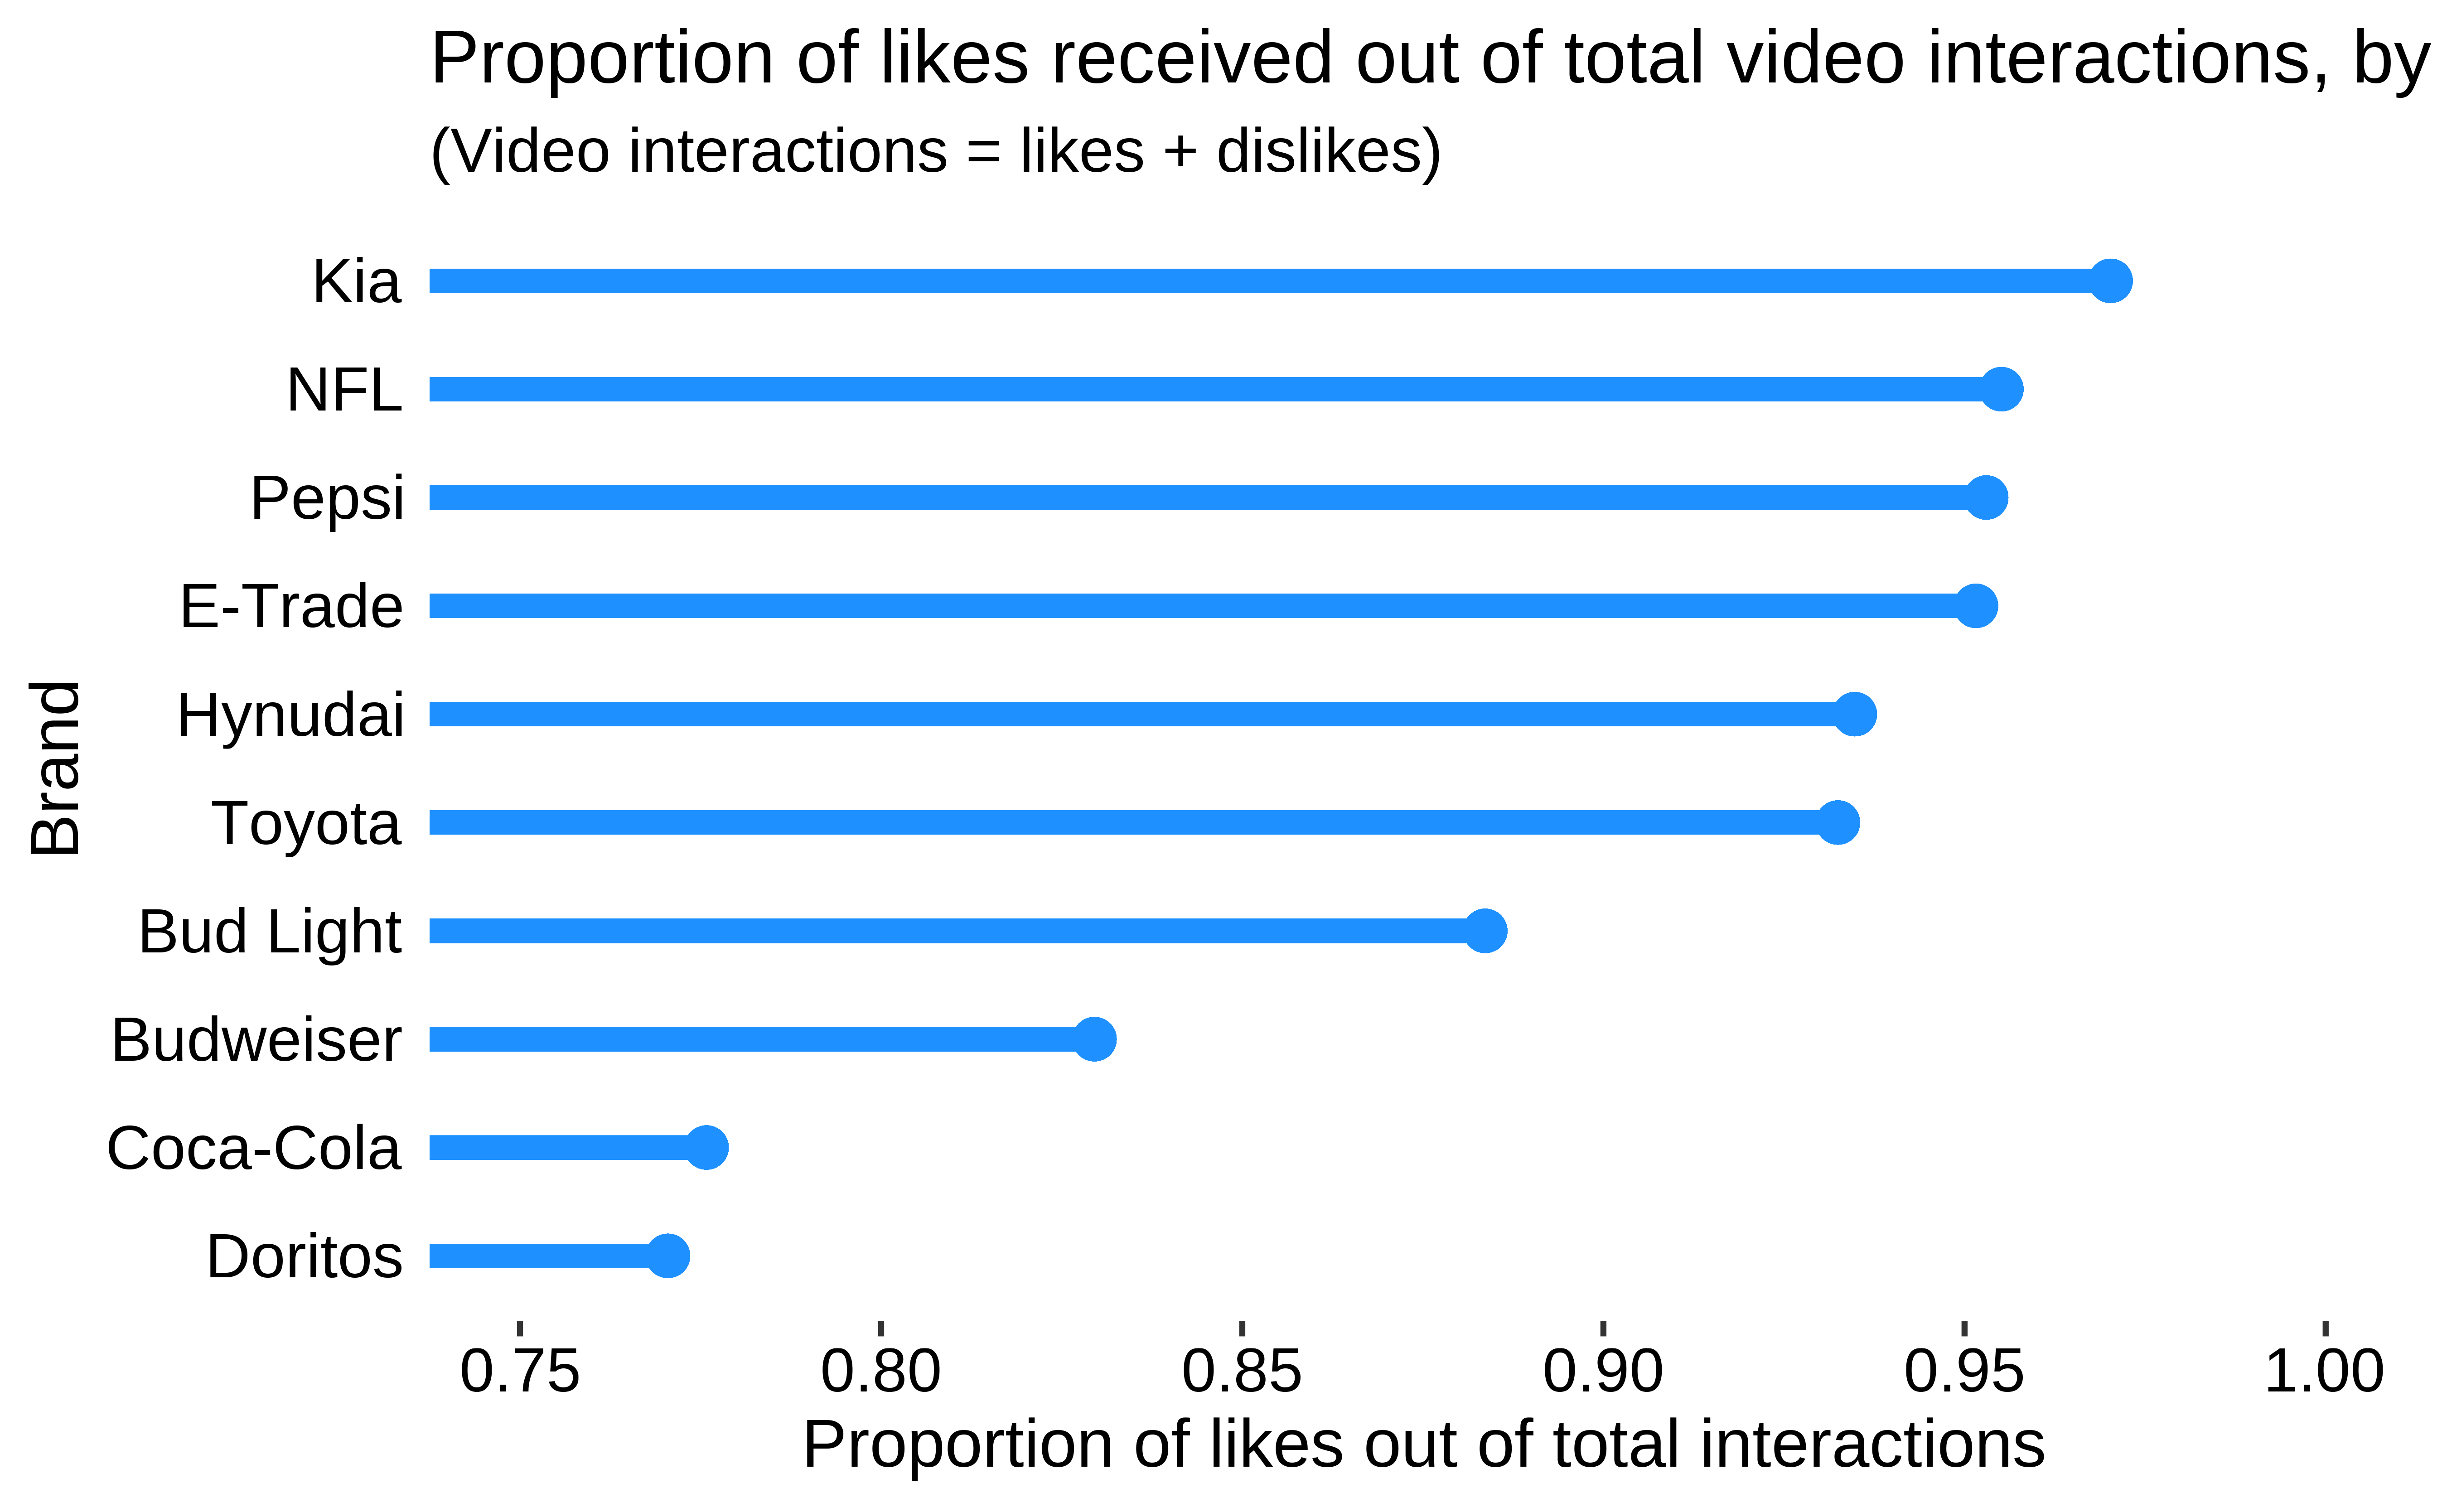 Proportion of likes received out of total video interactions, by
(Video interactions = likes + dislikes)
Kia
NFL
Pepsi
E-Trade
Hynudai
Toyota
Bud Light
Budweiser
Coca-Cola
Doritos
Brand
0.75 0.80 0.85 0.90 0.95 1.00
Proportion of likes out of total interactions